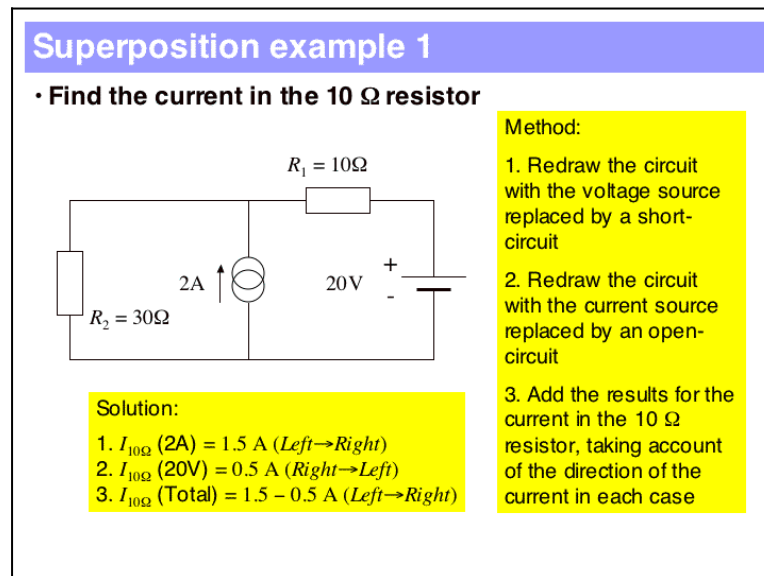 Superposition example 1
• Find the current in the 10 Ω resistor
R₁ = 10Ω
2A
20V
+
-
R₂ = 30Ω
Solution:
1. I₁₀Ω (2A) = 1.5 A (Left→Right)
2. I₁₀Ω (20V) = 0.5 A (Right→Left)
3. I₁₀Ω (Total) = 1.5 – 0.5 A (Left→Right)
Method:
1. Redraw the circuit
with the voltage source
replaced by a short-
circuit
2. Redraw the circuit
with the current source
replaced by an open-
circuit
3. Add the results for the
current in the 10 Ω
resistor, taking account
of the direction of the
current in each case